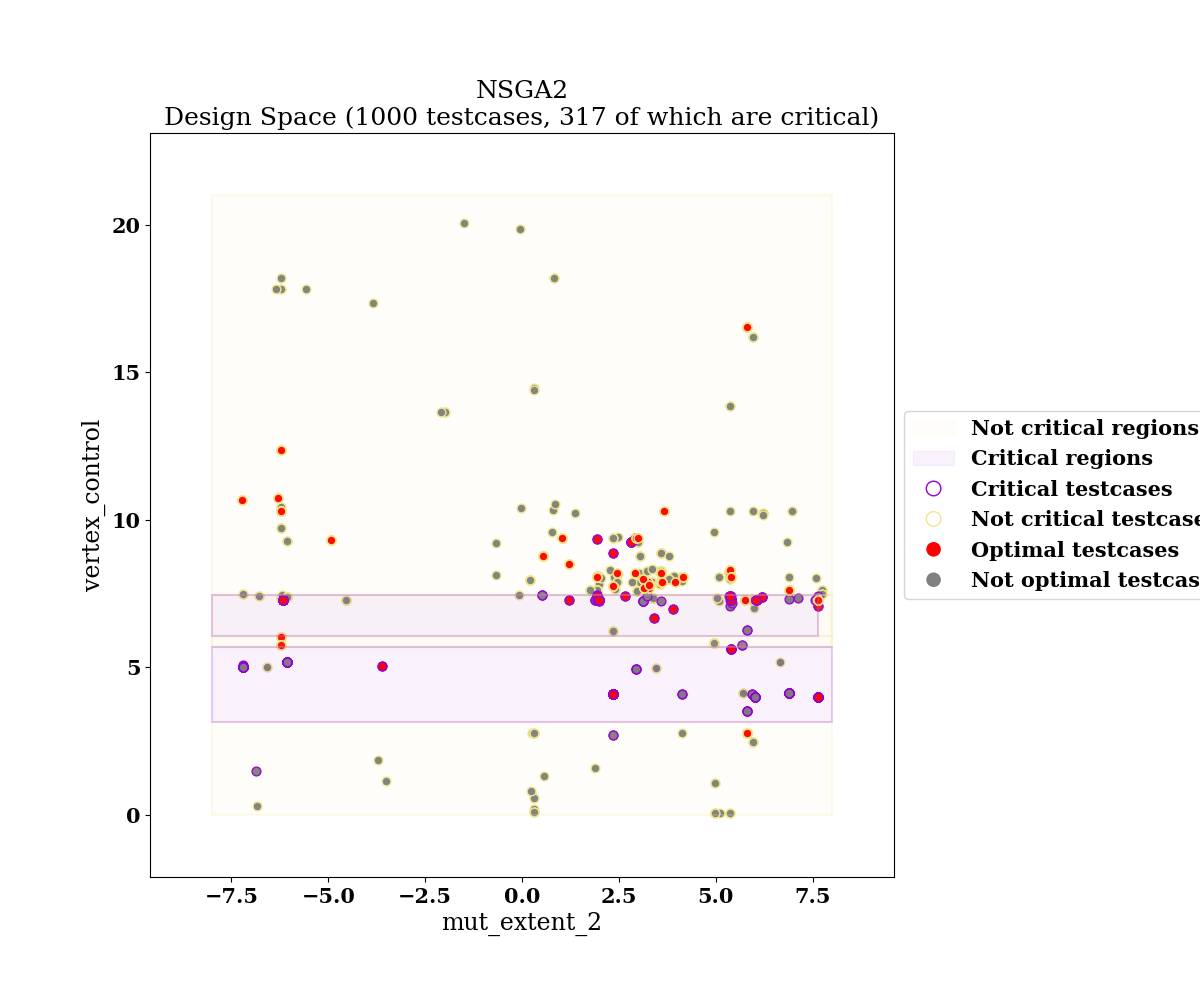 NSGA2
Design Space (1000 testcases, 317 of which are critical)
vertex_control
20
15
10
5
0
−7.5 −5.0 −2.5 0.0 2.5 5.0 7.5
mut_extent_2
Not critical regions
Critical regions
Critical testcases
Not critical testcase
Optimal testcases
Not optimal testcas